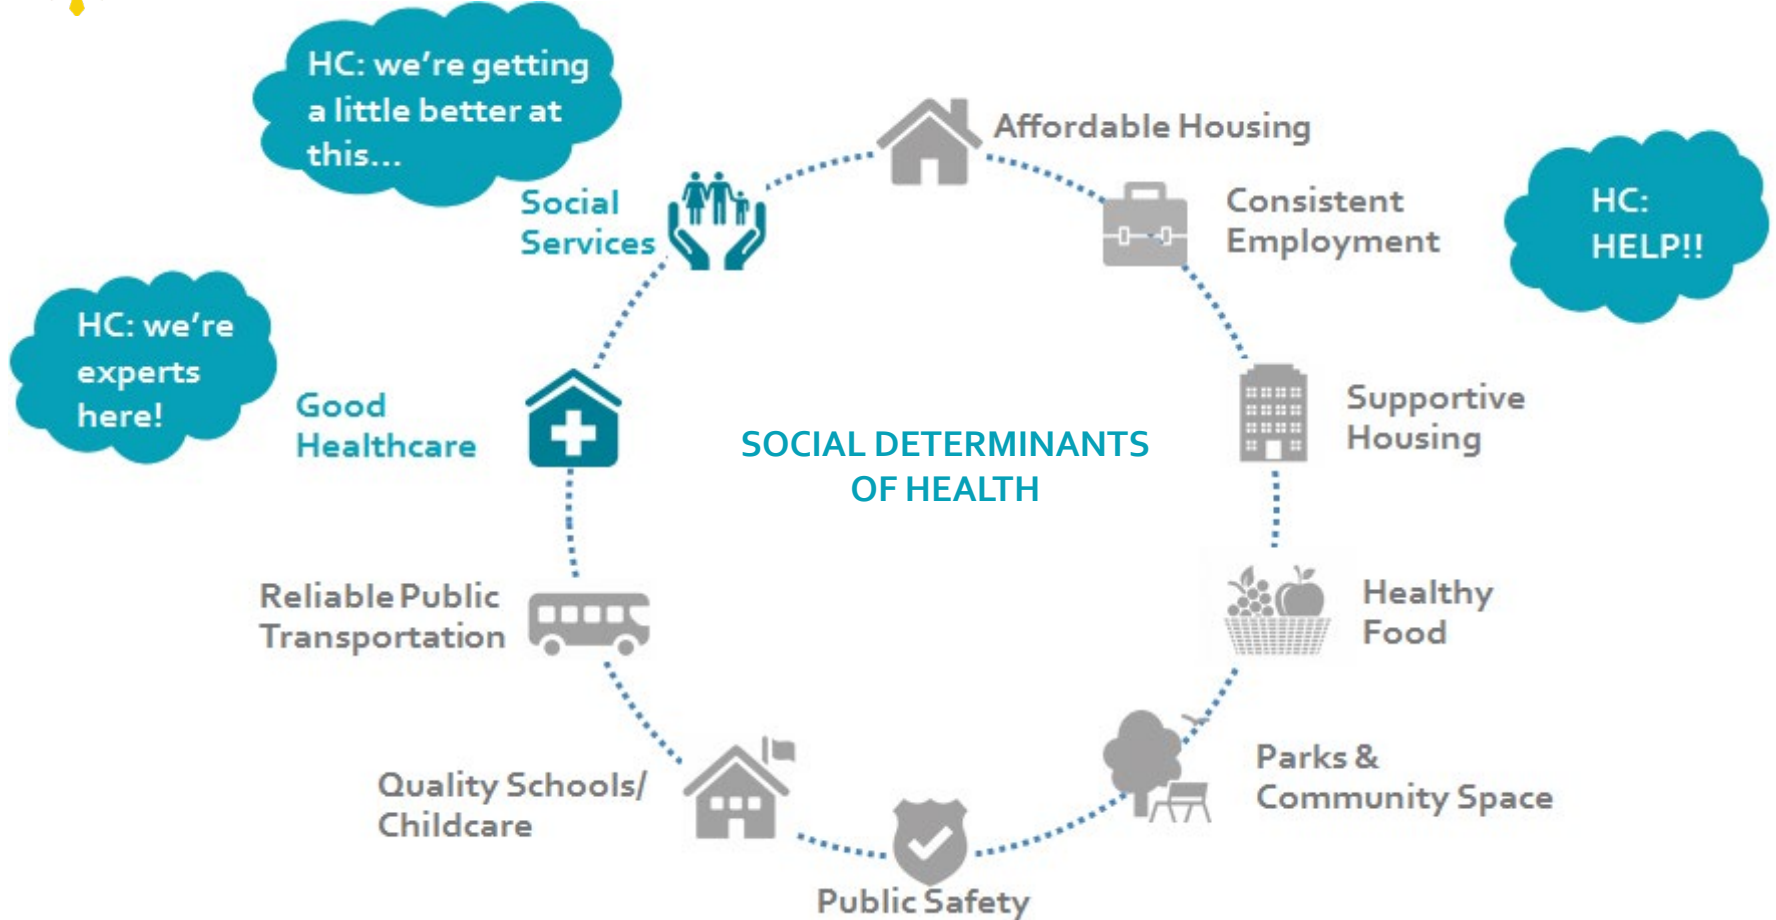 HC: we're getting
a little better at
this...
Affordable Housing
Social
Services
Consistent
Employment
HC:
HELP!!
HC: we're
experts
here!
Good
Healthcare
SOCIAL DETERMINANTS
OF HEALTH
Supportive
Housing
Reliable Public
Transportation
Healthy
Food
Quality Schools/
Childcare
Parks &
Community Space
Public Safety